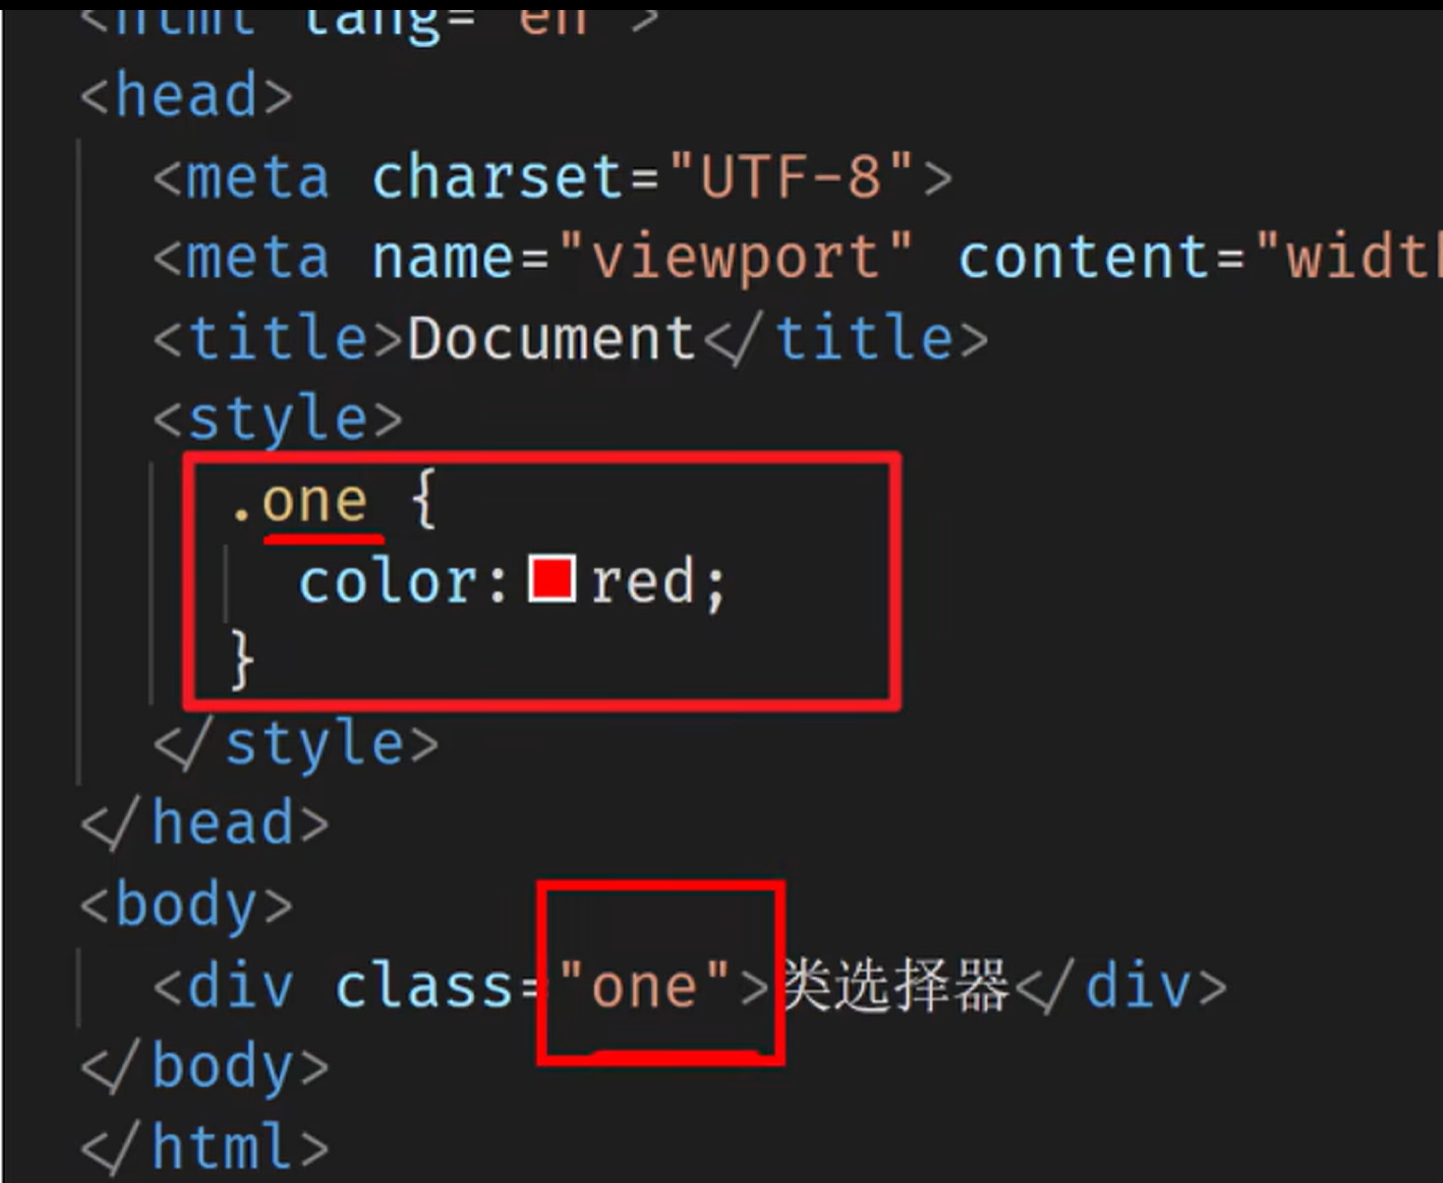 <html lang="en">
<head>
<meta charset="UTF-8">
<meta name="viewport" content="widt
<title>Document</title>
<style>
.one {
color: red;
}
</style>
</head>
<body>
<div class="one">类选择器</div>
</body>
</html>